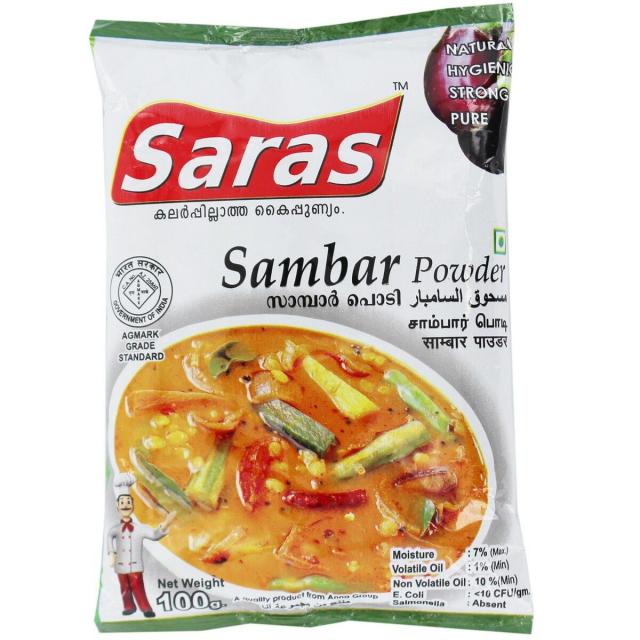 NATURAL
HYGIENIC
STRONG
PURE
TM
Saras
കലർപ്പില്ലാത്ത കൈപ്പുണ്യം.
Sambar Powder
സാമ്പാർ പൊടി مسحوق السامبار
சாம்பார் பொடி
साम्बार पाउडर
भारत सरकार
GOVERNMENT OF INDIA
AGMARK
GRADE
STANDARD
Moisture : 7% (Max.)
Volatile Oil : 1% (Min)
Non Volatile Oil : 10 %(Min)
E. Coli : <10 CFU/gm.
Salmonella : Absent
Net Weight
100g.
A quality product from Anna Group